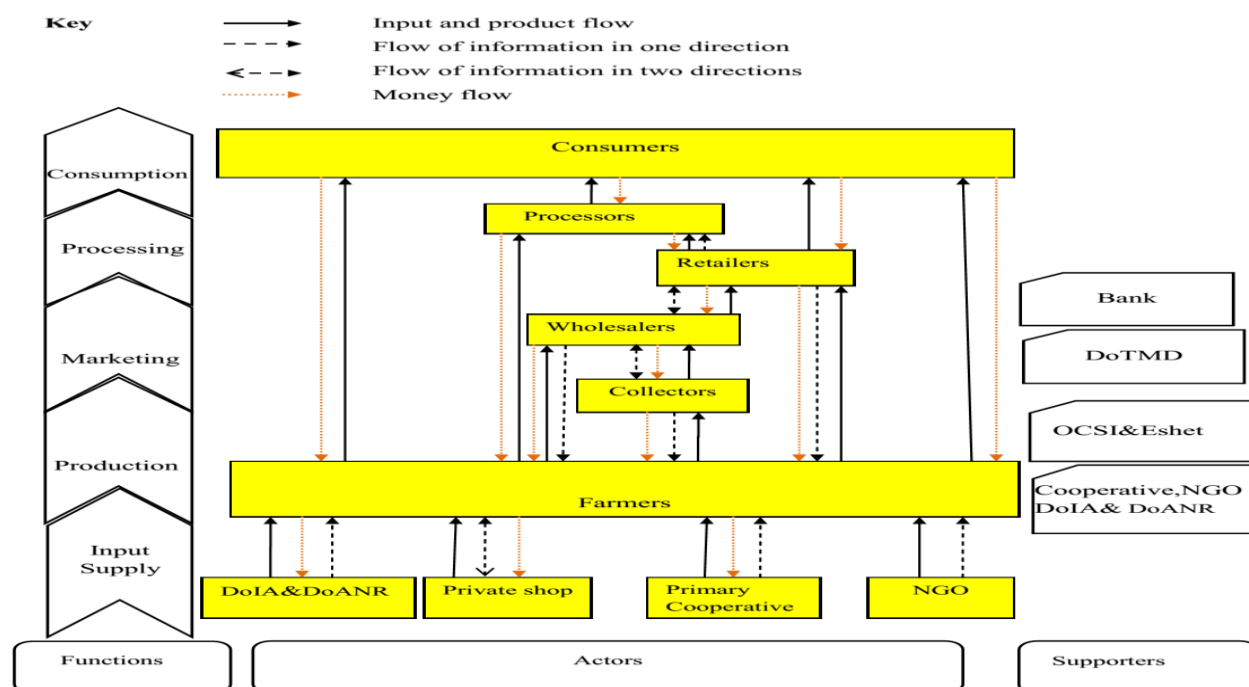 Key
Input and product flow
Flow of information in one direction
Flow of information in two directions
Money flow
Consumers
Consumption
Processors
Processing
Retailers
Bank
Wholesalers
Marketing
DoTMD
Collectors
OCSI&Eshet
Production
Farmers
Cooperative,NGO
DoIA& DoANR
Input
Supply
DoIA&DoANR
Private shop
Primary
Cooperative
NGO
Functions
Actors
Supporters